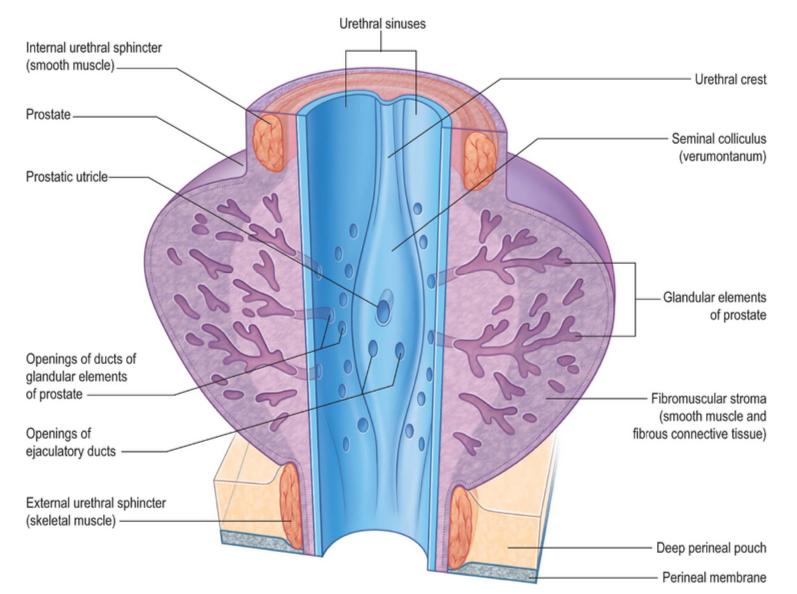 Urethral sinuses
Internal urethral sphincter
(smooth muscle)
Prostate
Prostatic utricle
Openings of ducts of
glandular elements
of prostate
Openings of
ejaculatory ducts
External urethral sphincter
(skeletal muscle)
Urethral crest
Seminal colliculus
(verumontanum)
Glandular elements
of prostate
Fibromuscular stroma
(smooth muscle and
fibrous connective tissue)
Deep perineal pouch
Perineal membrane